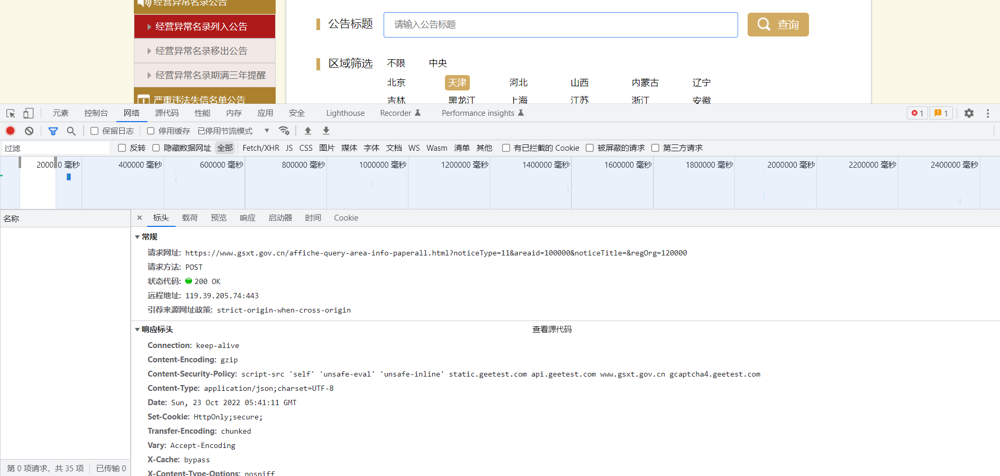 经营异常名录公告
经营异常名录列入公告
经营异常名录移出公告
经营异常名录期满三年提醒
严重违法失信名单公告
公告标题 请输入公告标题 查询
区域筛选 不限 中央
北京 天津 河北 山西 内蒙古 辽宁
吉林 黑龙江 上海 江苏 浙江 安徽
元素 控制台 网络 源代码 性能 内存 应用 安全 Lighthouse Recorder Performance insights 1 1
保留日志 停用缓存 已停用节流模式
过滤 反转 隐藏数据网址 全部 Fetch/XHR JS CSS 图片 媒体 字体 文档 WS Wasm 清单 其他 有已拦截的 Cookie 被屏蔽的请求 第三方请求
200000 毫秒 400000 毫秒 600000 毫秒 800000 毫秒 1000000 毫秒 1200000 毫秒 1400000 毫秒 1600000 毫秒 1800000 毫秒 2000000 毫秒 2200000 毫秒 2400000 毫秒
名称 × 标头 载荷 预览 响应 启动器 时间 Cookie
常规
请求网址: https://www.gsxt.gov.cn/affiche-query-area-info-paperall.html?noticeType=11&areaid=100000&noticeTitle=&regOrg=120000
请求方法: POST
状态代码: 200 OK
远程地址: 119.39.205.74:443
引荐来源网址政策: strict-origin-when-cross-origin
响应标头 查看源代码
Connection: keep-alive
Content-Encoding: gzip
Content-Security-Policy: script-src 'self' 'unsafe-eval' 'unsafe-inline' static.geetest.com api.geetest.com www.gsxt.gov.cn gcaptcha4.geetest.com
Content-Type: application/json;charset=UTF-8
Date: Sun, 23 Oct 2022 05:41:11 GMT
Set-Cookie: HttpOnly;secure;
Transfer-Encoding: chunked
Vary: Accept-Encoding
X-Cache: bypass
X-Content-Type-Options: nosniff
第 0 项请求，共 35 项 已传输 0